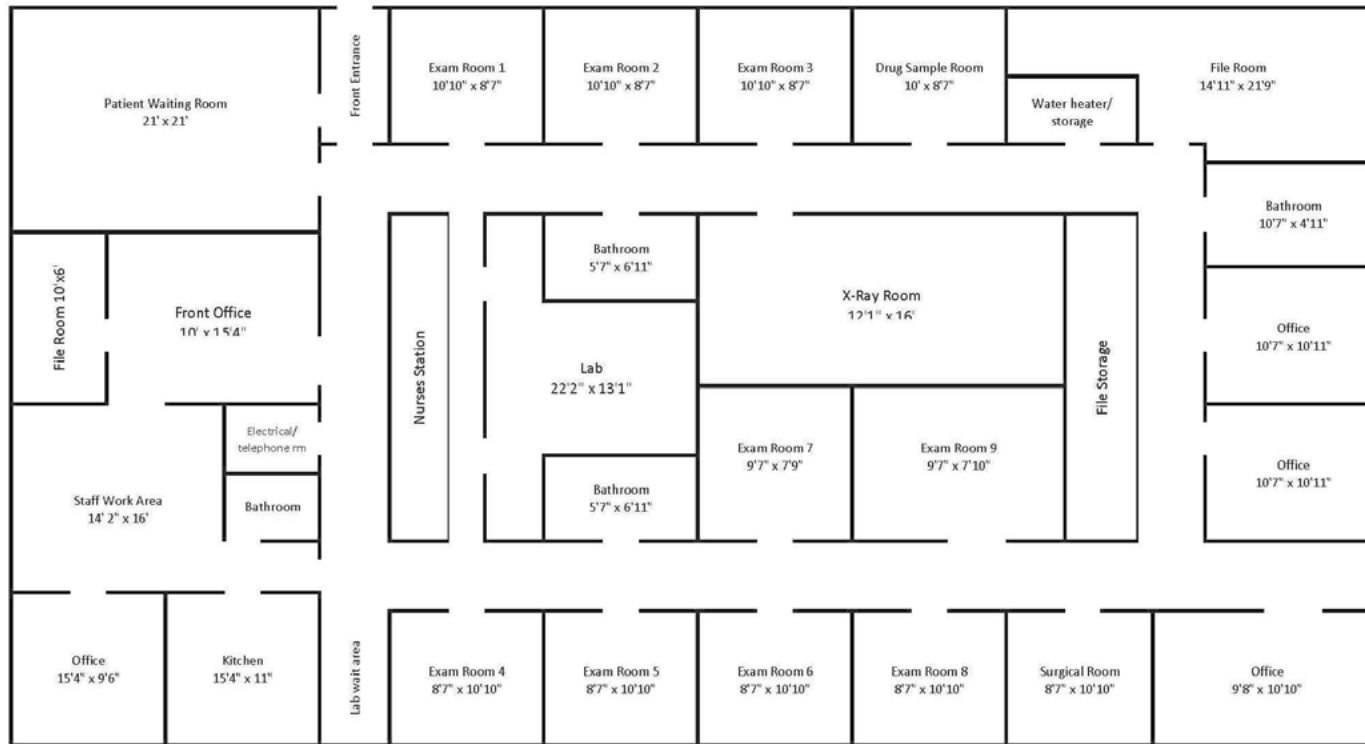 Patient Waiting Room
21' x 21'
Front Entrance
Exam Room 1
10'10" x 8'7"
Exam Room 2
10'10" x 8'7"
Exam Room 3
10'10" x 8'7"
Drug Sample Room
10' x 8'7"
Water heater/
storage
File Room
14'11" x 21'9"
Bathroom
10'7" x 4'11"
File Room 10'x6'
Front Office
10' x 15'4"
Nurses Station
Bathroom
5'7" x 6'11"
Lab
22'2" x 13'1"
X-Ray Room
12'1" x 16'
File Storage
Office
10'7" x 10'11"
Electrical/
telephone rm
Bathroom
Staff Work Area
14' 2" x 16'
Bathroom
5'7" x 6'11"
Exam Room 7
9'7" x 7'9"
Exam Room 9
9'7" x 7'10"
Office
10'7" x 10'11"
Office
15'4" x 9'6"
Kitchen
15'4" x 11"
Lab wait area
Exam Room 4
8'7" x 10'10"
Exam Room 5
8'7" x 10'10"
Exam Room 6
8'7" x 10'10"
Exam Room 8
8'7" x 10'10"
Surgical Room
8'7" x 10'10"
Office
9'8" x 10'10"